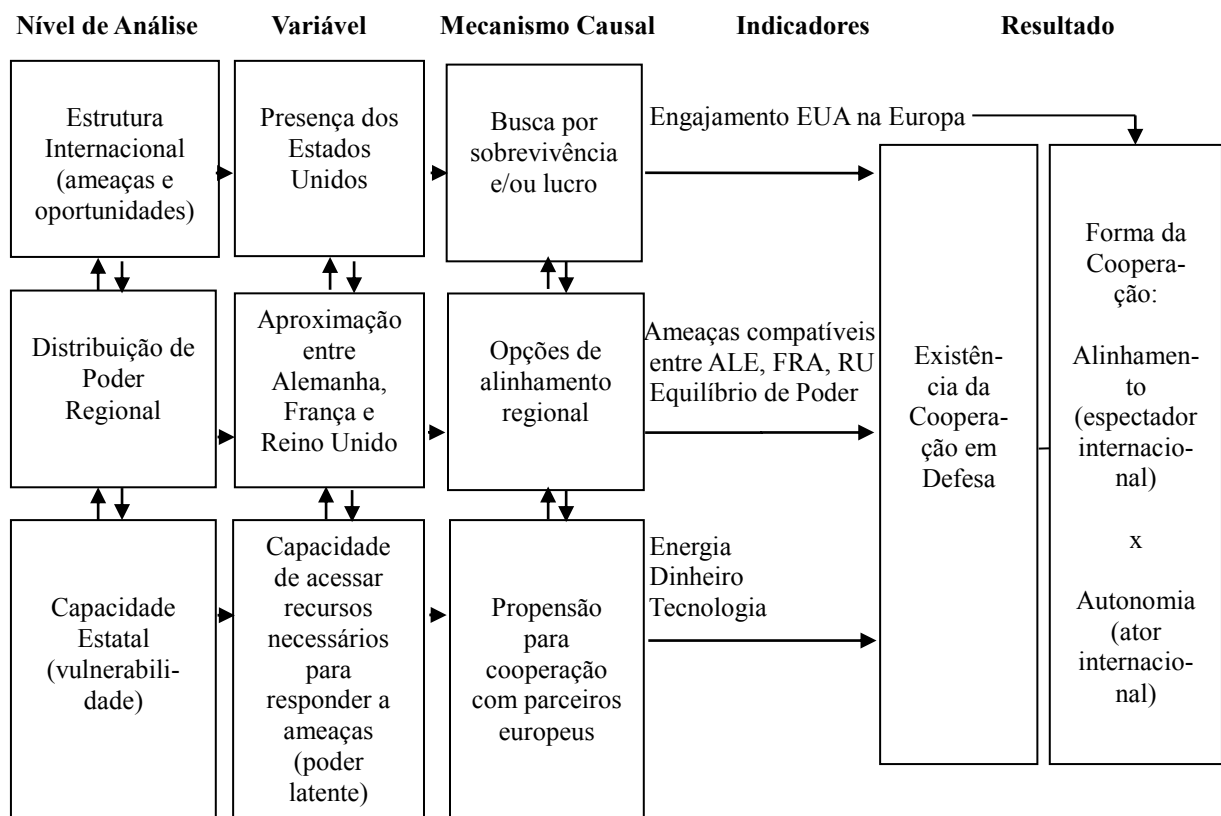 Nível de Análise
Variável
Mecanismo Causal
Indicadores
Resultado
Estrutura
Internacional
(ameaças e
oportunidades)
Presença dos
Estados
Unidos
Busca por
sobrevivência
e/ou lucro
Engajamento EUA na Europa
Distribuição de
Poder
Regional
Aproximação
entre
Alemanha,
França e
Reino Unido
Opções de
alinhamento
regional
Ameaças compatíveis
entre ALE, FRA, RU
Equilíbrio de Poder
Capacidade
Estatal
(vulnerabili-
dade)
Capacidade
de acessar
recursos
necessários
para
responder a
ameaças
(poder
latente)
Propensão
para
cooperação
com parceiros
europeus
Energia
Dinheiro
Tecnologia
Existên-
cia da
Coopera-
ção em
Defesa
Forma da
Coopera-
ção:
Alinhamen-
to
(espectador
internacio-
nal)
x
Autonomia
(ator
internacio-
nal)